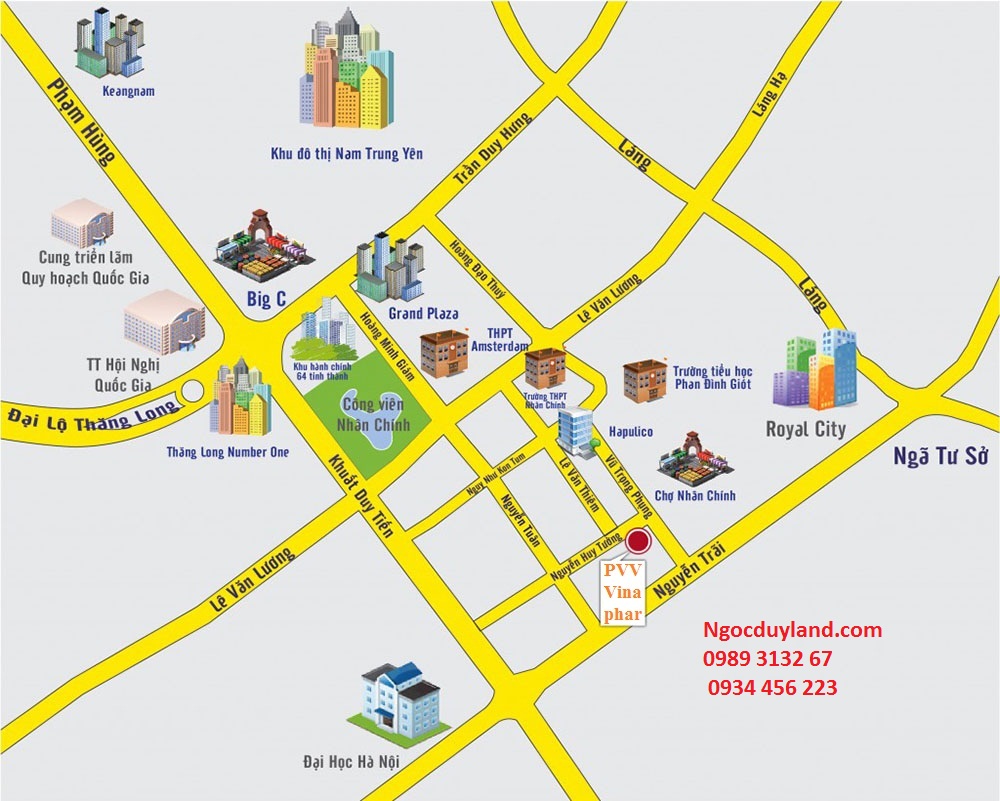 Keangnam
Phạm Hùng
Khu đô thị Nam Trung Yên
Trần Duy Hưng
Láng
Láng Hạ
Cung triển lãm
Quy hoạch Quốc Gia
Big C
Hoàng Đạo Thuý
Lê Văn Lương
Láng
TT Hội Nghị
Quốc Gia
Grand Plaza
Hoàng Minh Giám
THPT
Amsterdam
Khu hành chính
64 tỉnh thành
Trường tiểu học
Phan Đình Giót
Trường THPT
Nhân Chính
Công viên
Nhân Chính
Đại Lộ Thăng Long
Thăng Long Number One
Hapulico
Royal City
Ngã Tư Sở
Khuất Duy Tiến
Nguy Như Kon Tum
Lê Văn Thiêm
Vũ Trọng Phụng
Chợ Nhân Chính
Nguyễn Tuân
Nguyễn Huy Tưởng
Lê Văn Lương
Nguyễn Trãi
PVV
Vina
phar
Ngocduyland.com
0989 3132 67
0934 456 223
Đại Học Hà Nội